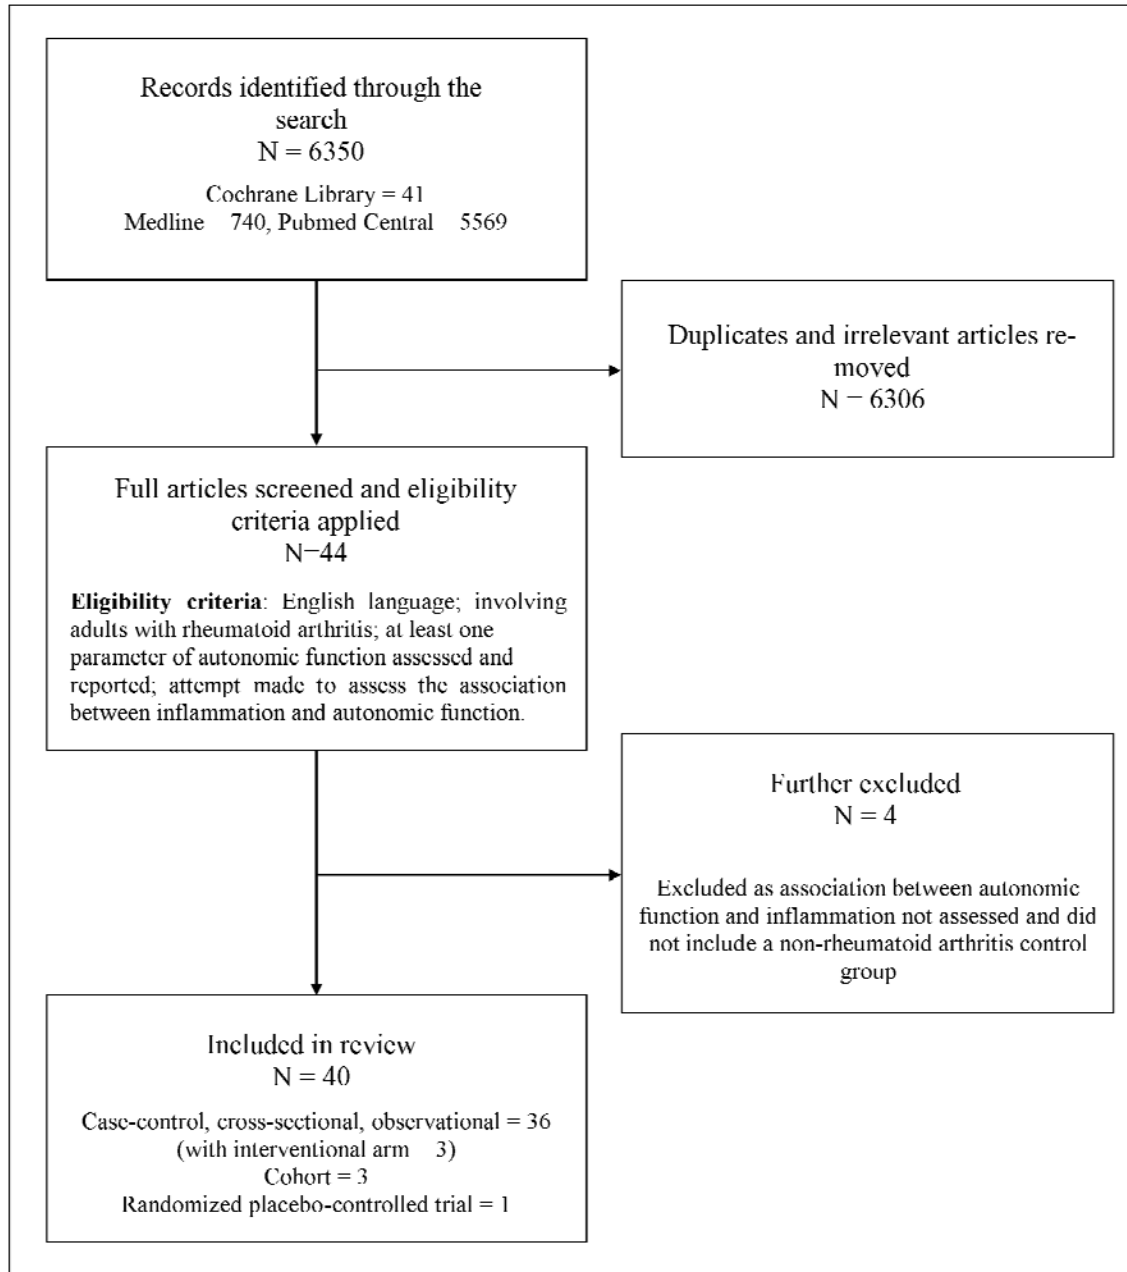 Records identified through the
search
N = 6350
Cochrane Library = 41
Medline 740, Pubmed Central 5569
Duplicates and irrelevant articles re-
moved
N − 6306
Full articles screened and eligibility
criteria applied
N−44
Eligibility criteria: English language; involving
adults with rheumatoid arthritis; at least one
parameter of autonomic function assessed and
reported; attempt made to assess the association
between inflammation and autonomic function.
Further excluded
N = 4
Excluded as association between autonomic
function and inflammation not assessed and did
not include a non-rheumatoid arthritis control
group
Included in review
N = 40
Case-control, cross-sectional, observational = 36
(with interventional arm 3)
Cohort = 3
Randomized placebo-controlled trial = 1